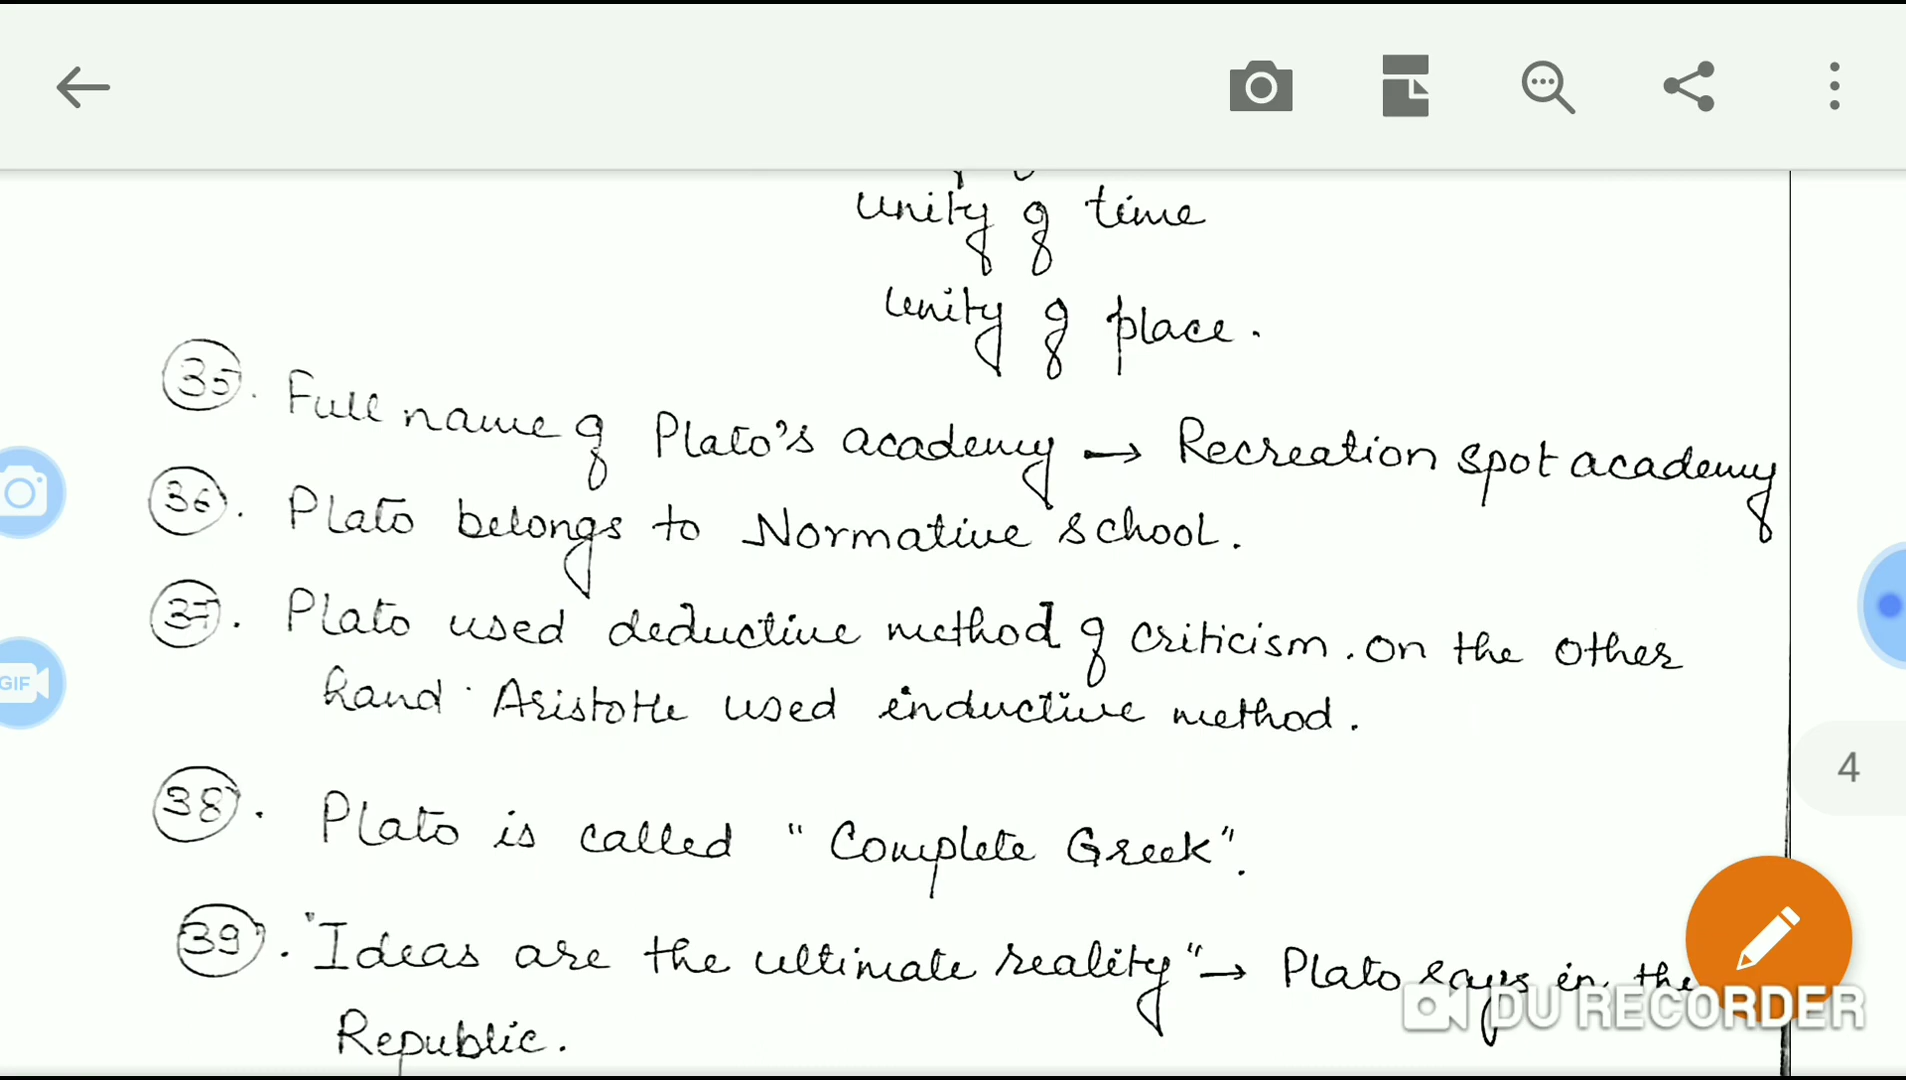 unity of time
unity of place.
35. Full name of Plato's academy → Recreation spot academy
36. Plato belongs to Normative school.
37. Plato used deductive method of criticism. On the other
hand. Aristotle used inductive method.
GIF
4
38. Plato is called "Complete Greek".
39. "Ideas are the ultimate reality" → Plato says in the
DU RECORDER
Republic.